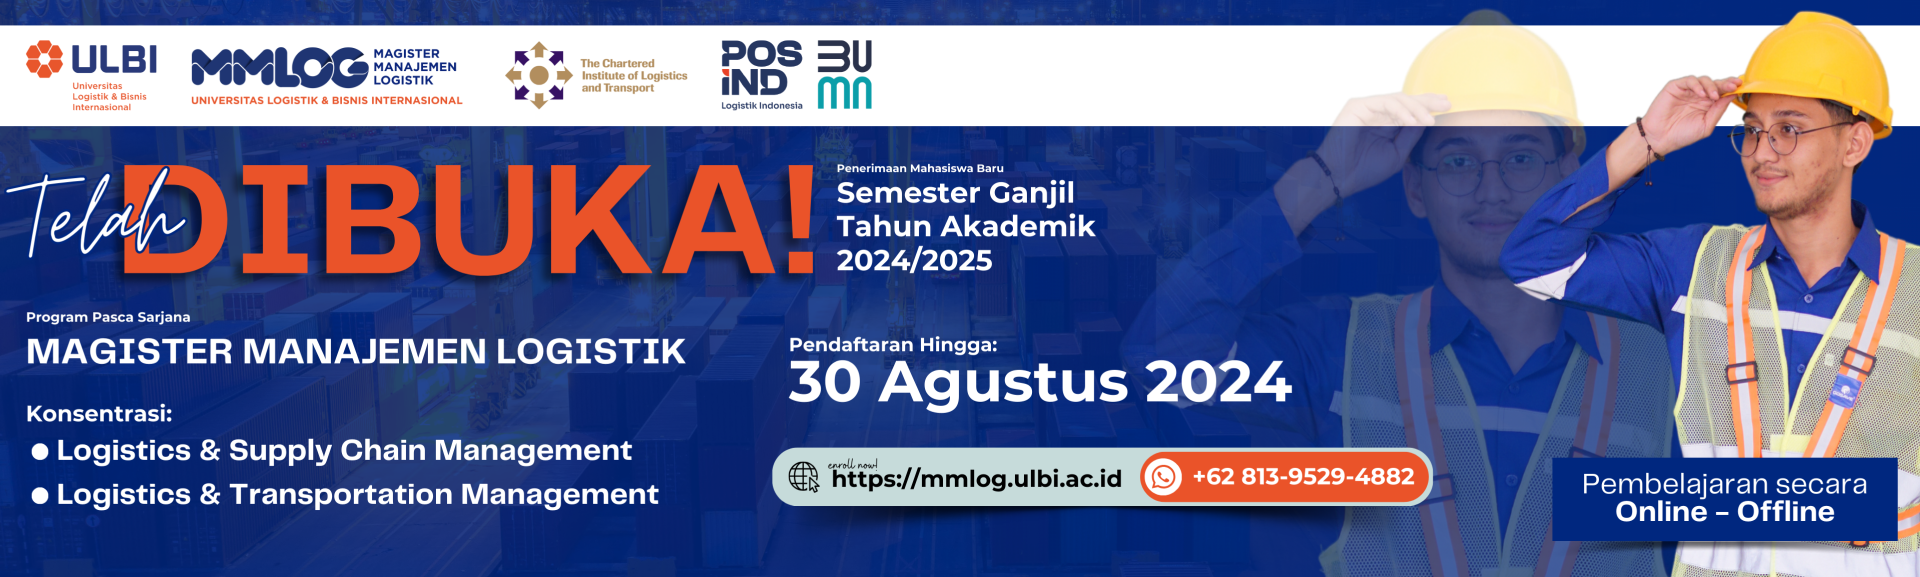 ULBI
Universitas
Logistik & Bisnis
Internasional
MMLOG
MAGISTER
MANAJEMEN
LOGISTIK
UNIVERSITAS LOGISTIK & BISNIS INTERNASIONAL
The Chartered
Institute of Logistics
and Transport
POS
IND
Logistik Indonesia
BU
MN
Telah
DIBUKA!
Penerimaan Mahasiswa Baru
Semester Ganjil
Tahun Akademik
2024/2025
Program Pasca Sarjana
MAGISTER MANAJEMEN LOGISTIK
Konsentrasi:
• Logistics & Supply Chain Management
• Logistics & Transportation Management
Pendaftaran Hingga:
30 Agustus 2024
enroll now!
https://mmlog.ulbi.ac.id
+62 813-9529-4882
Pembelajaran secara
Online – Offline